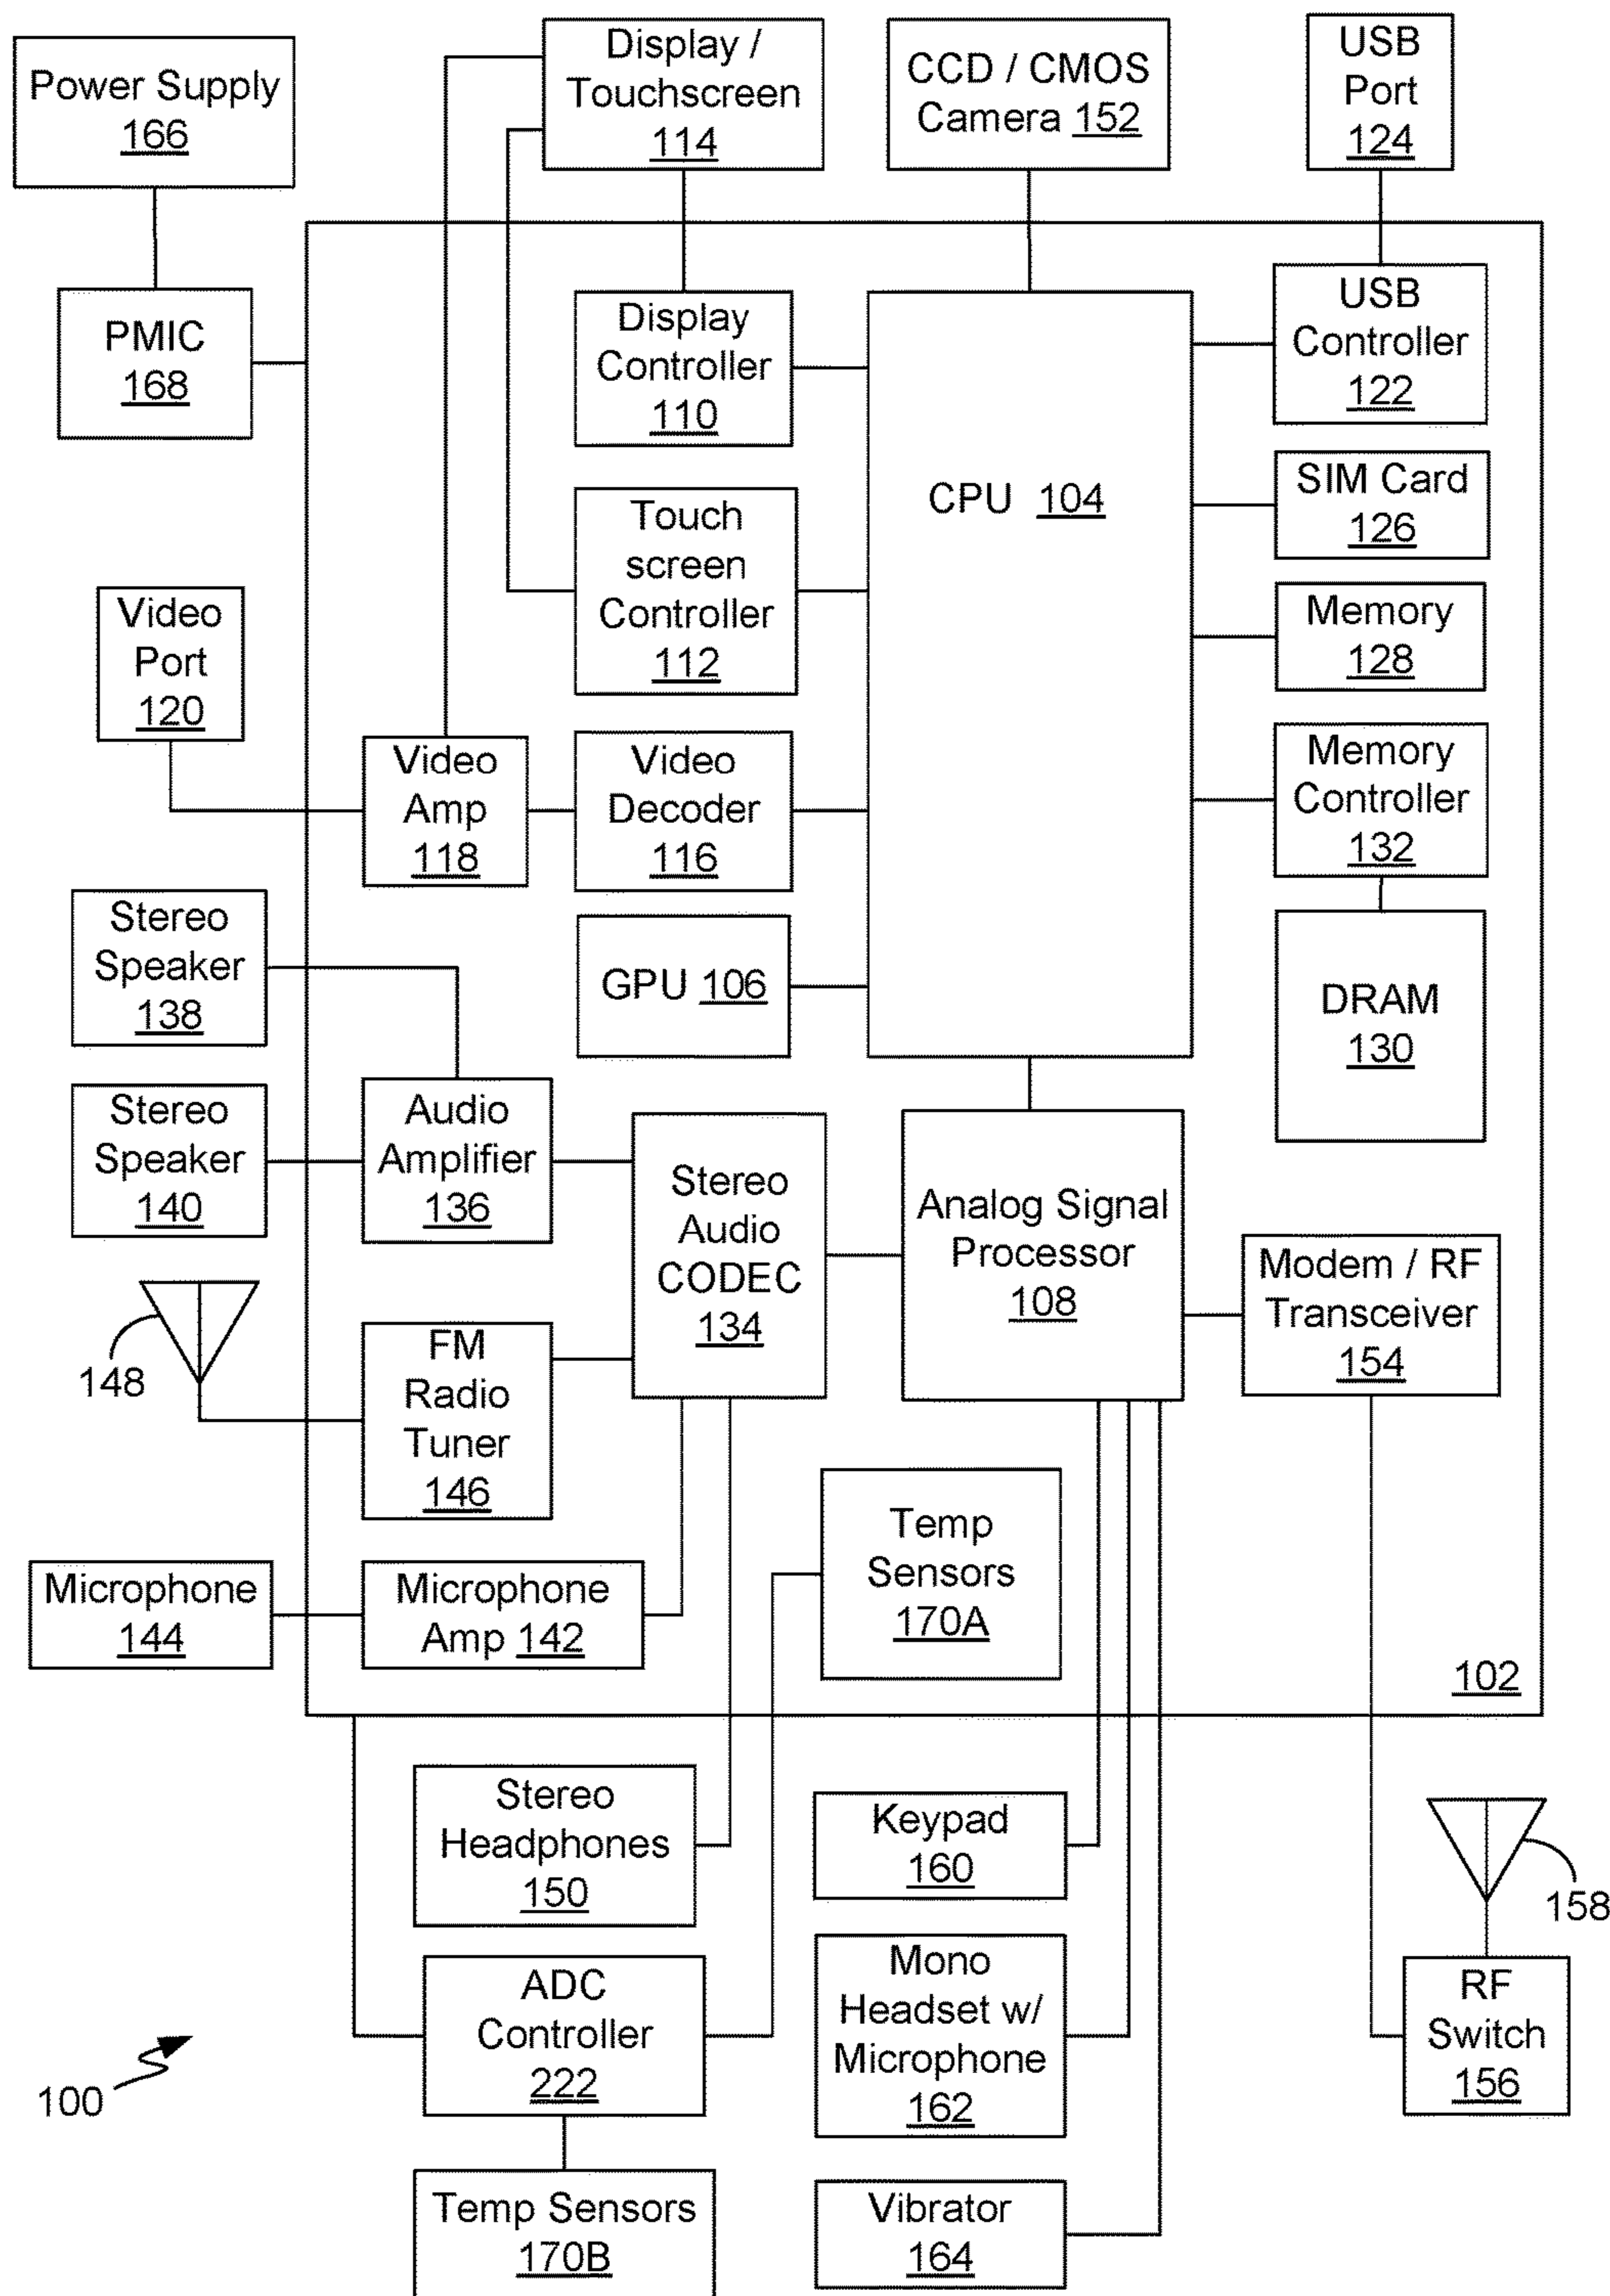 Power Supply
166
Display /
Touchscreen
114
CCD / CMOS
Camera 152
USB
Port
124
PMIC
168
Display
Controller
110
CPU 104
USB
Controller
122
SIM Card
126
Touch
screen
Controller
112
Memory
128
Video
Port
120
Video
Amp
118
Video
Decoder
116
Memory
Controller
132
Stereo
Speaker
138
GPU 106
DRAM
130
Stereo
Speaker
140
Audio
Amplifier
136
Stereo
Audio
CODEC
134
Analog Signal
Processor
108
Modem / RF
Transceiver
154
148
FM
Radio
Tuner
146
Temp
Sensors
170A
Microphone
144
Microphone
Amp 142
102
Stereo
Headphones
150
Keypad
160
158
ADC
Controller
222
Mono
Headset w/
Microphone
162
RF
Switch
156
100
Temp Sensors
170B
Vibrator
164